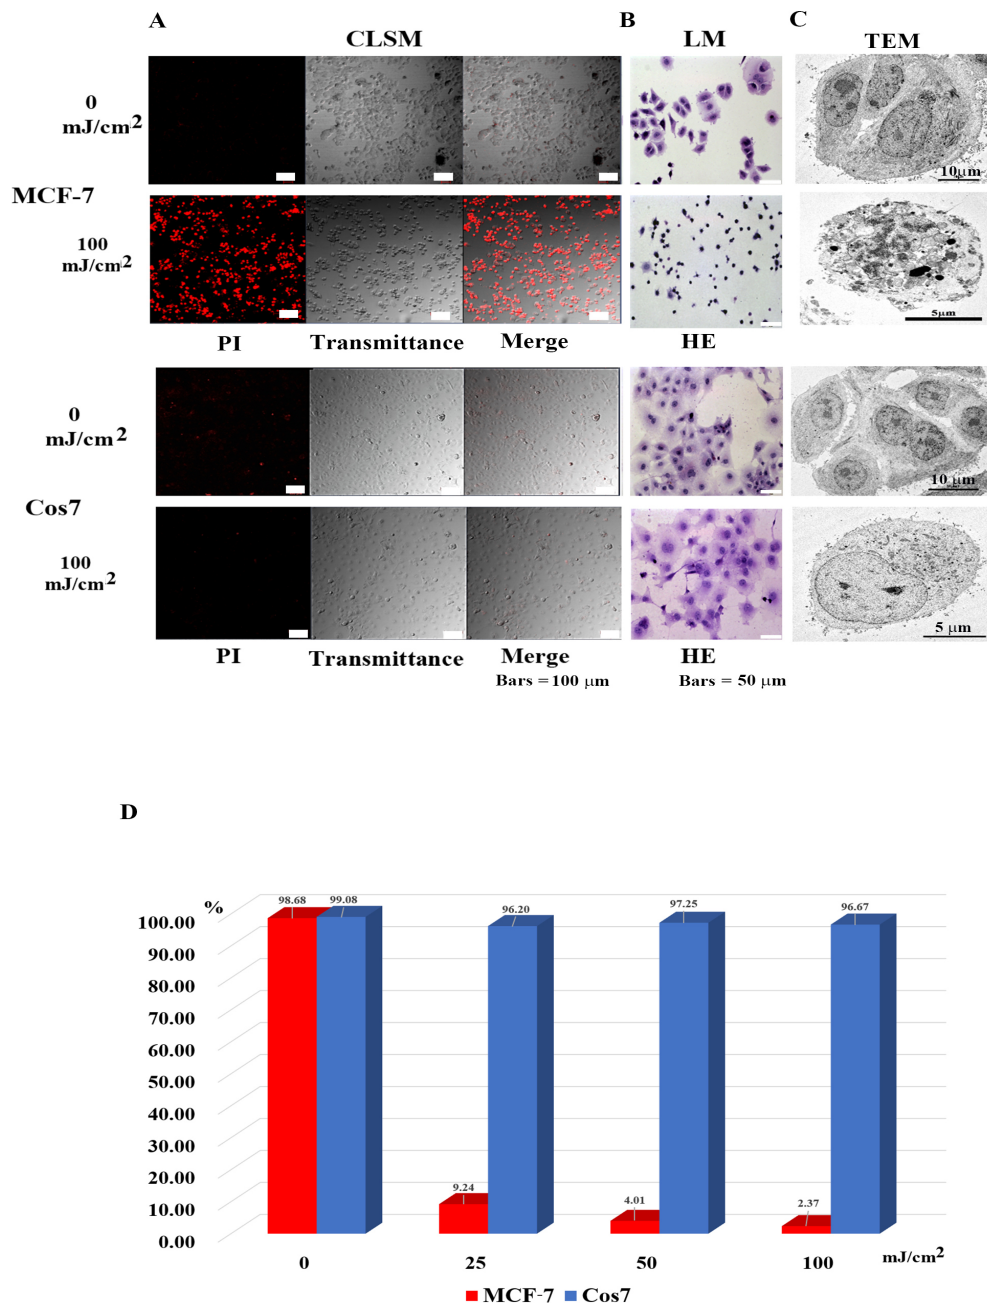 A
B
C
CLSM
LM
TEM
0
mJ/cm2
10μm
MCF-7
100
mJ/cm2
5μm
PI
Transmittance
Merge
HE
0
mJ/cm2
10 μm
Cos7
100
mJ/cm2
5 μm
PI
Transmittance
Merge
HE
Bars = 100 μm
Bars = 50 μm
D
%
98.68
99.08
96.20
97.25
96.67
100.00
90.00
80.00
70.00
60.00
50.00
40.00
30.00
20.00
10.00
0.00
9.24
4.01
2.37
0
25
50
100
mJ/cm2
MCF-7
Cos7